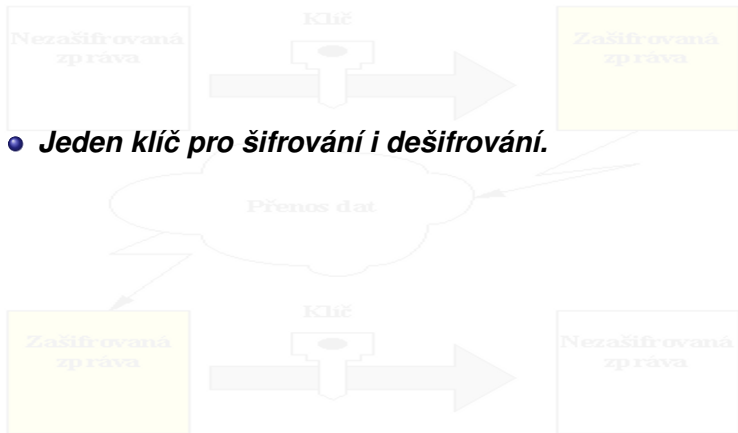 Klíč
Nezašifrovaná
zpráva
Zašifrovaná
zpráva
Jeden klíč pro šifrování i dešifrování.
Přenos dat
Klíč
Zašifrovaná
zpráva
Nezašifrovaná
zpráva